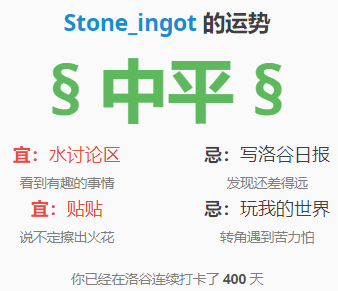 Stone_ingot 的运势
§ 中平 §
宜：水讨论区 忌：写洛谷日报
看到有趣的事情 发现还差得远
宜：贴贴 忌：玩我的世界
说不定擦出火花 转角遇到苦力怕
你已经在洛谷连续打卡了 400 天